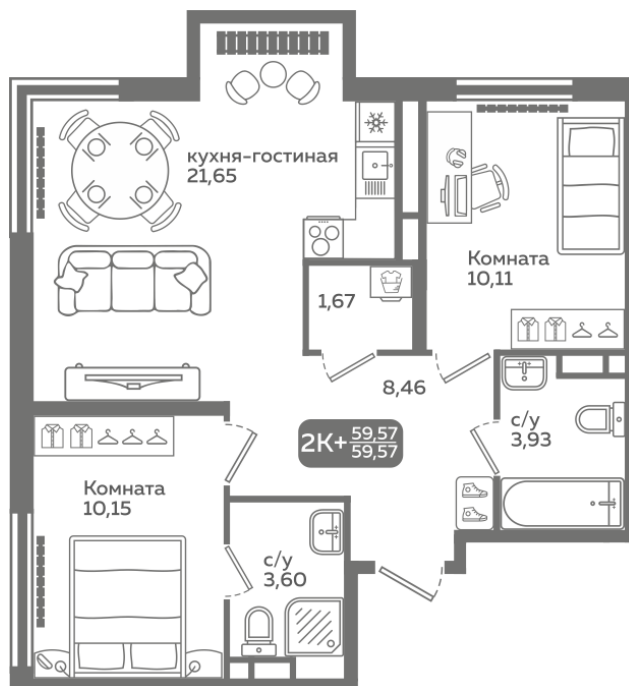 кухня-гостиная
21,65
Комната
10,11
1,67
8,46
с/у
3,93
2К+ 59,57
59,57
Комната
10,15
с/у
3,60